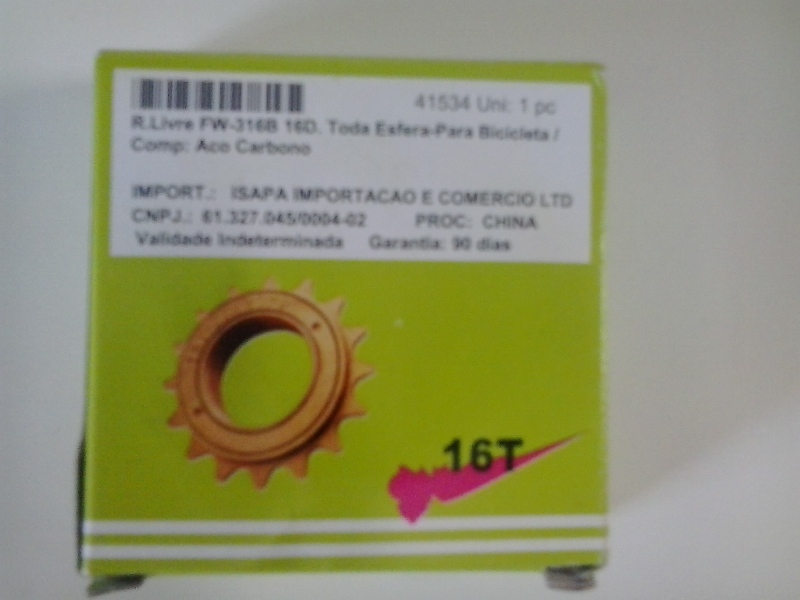 41534 Uni: 1 pc
R.Livre FW-316B 16D. Toda Esfera-Para Bicicleta /
Comp: Aco Carbono
IMPORT.: ISAPA IMPORTACAO E COMERCIO LTD
CNPJ.: 61.327.045/0004-02 PROC: CHINA
Validade Indeterminada Garantia: 90 dias
16T